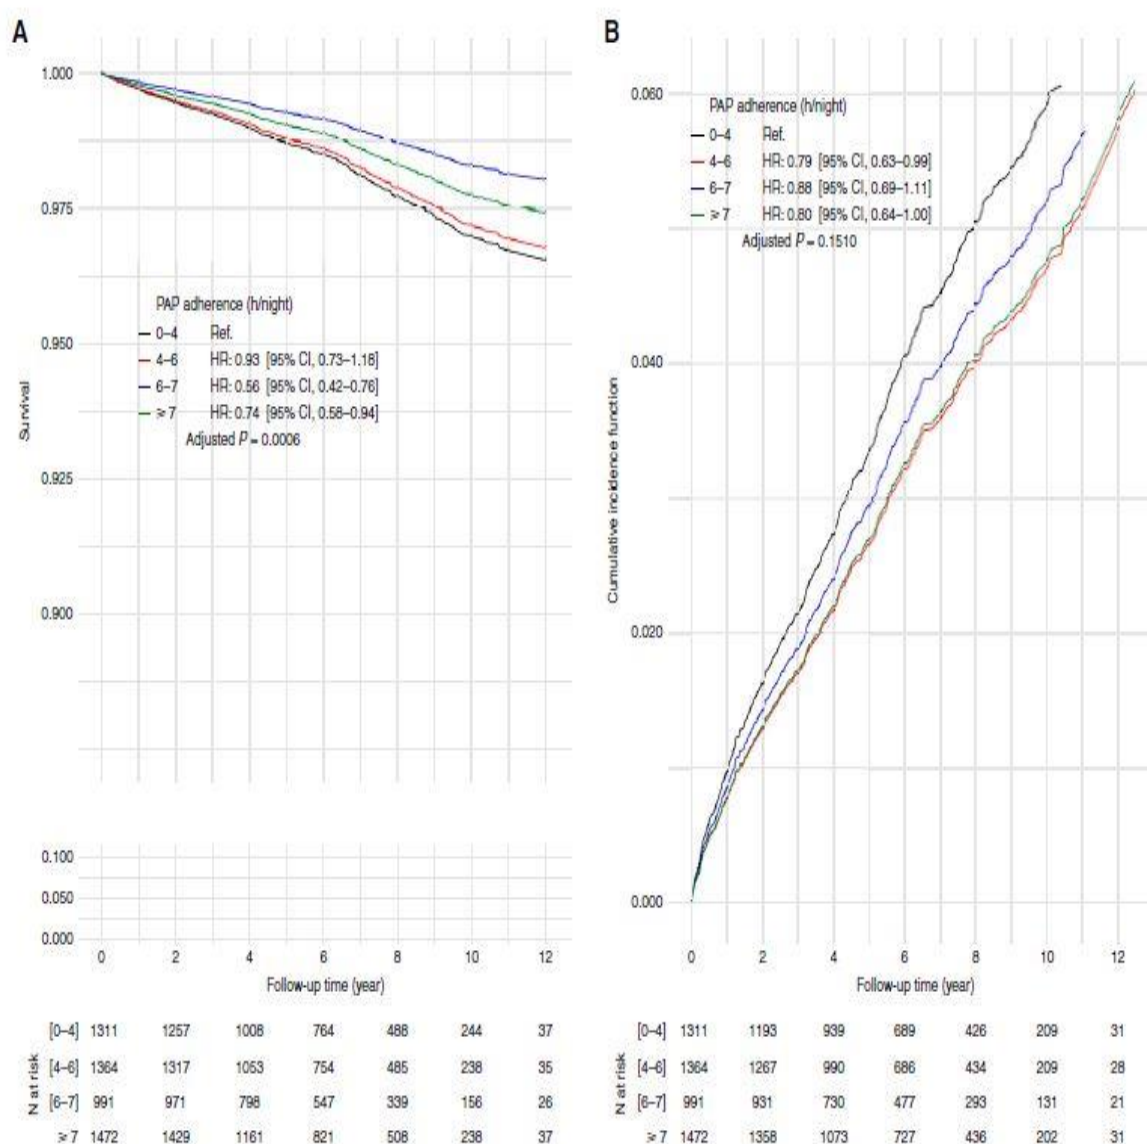 A
1.000
0.975
0.950
0.925
0.900
0.100
0.050
0.000
Survival
PAP adherence (h/night)
0–4 Ref.
4–6 HR: 0.93 [95% CI, 0.73–1.18]
6–7 HR: 0.56 [95% CI, 0.42–0.76]
≥7 HR: 0.74 [95% CI, 0.58–0.94]
Adjusted P = 0.0006
0 2 4 6 8 10 12
Follow-up time (year)
N at risk
[0–4] 1311 1257 1008 764 488 244 37
[4–6] 1364 1317 1053 754 485 238 35
[6–7] 991 971 798 547 339 156 26
≥7 1472 1429 1161 821 508 238 37
B
0.060
0.040
0.020
0.000
Cumulative incidence function
PAP adherence (h/night)
0–4 Ref.
4–6 HR: 0.79 [95% CI, 0.63–0.99]
6–7 HR: 0.88 [95% CI, 0.69–1.11]
≥7 HR: 0.80 [95% CI, 0.64–1.00]
Adjusted P = 0.1510
0 2 4 6 8 10 12
Follow-up time (year)
N at risk
[0–4] 1311 1193 939 689 426 209 31
[4–6] 1364 1267 990 686 434 209 28
[6–7] 991 931 730 477 293 131 21
≥7 1472 1358 1073 727 436 202 31